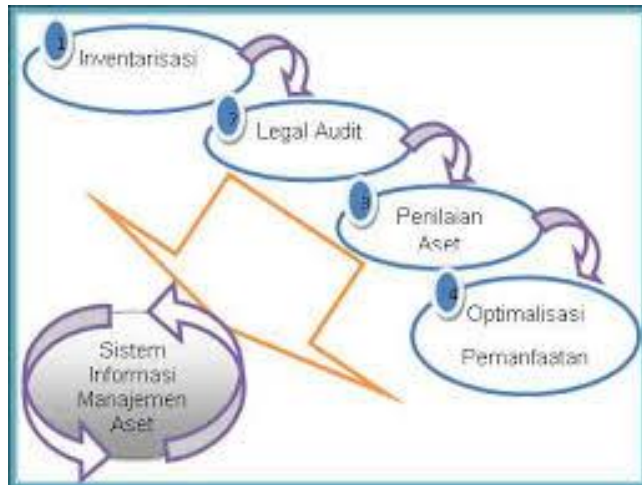 1
Inventarisasi
2
Legal Audit
3
Penilaian
Aset
4
Optimalisasi
Pemanfaatan
Sistem
Informasi
Manajemen
Aset